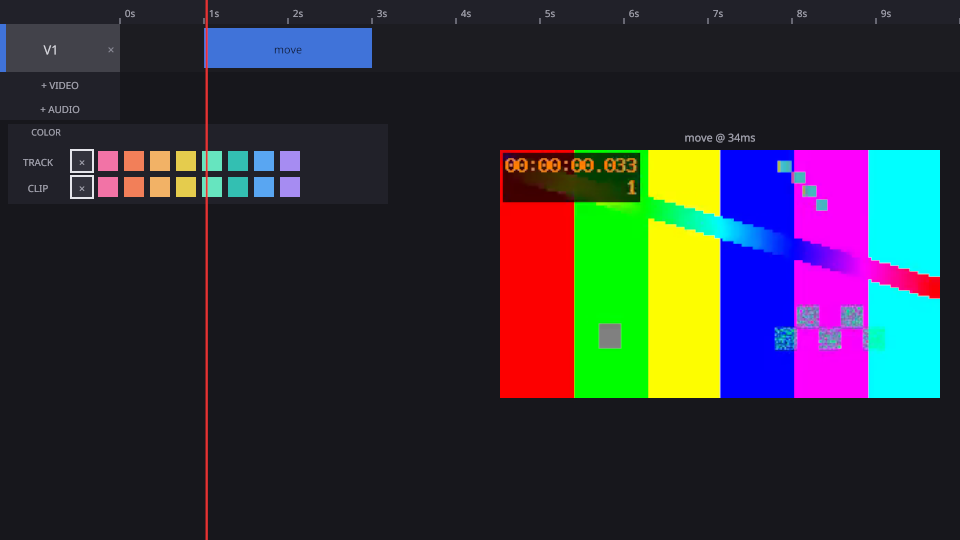 0s 1s 2s 3s 4s 5s 6s 7s 8s 9s
V1 × move
+ VIDEO
+ AUDIO
COLOR
TRACK ×
CLIP ×
move @ 34ms
00:00:00.033
1